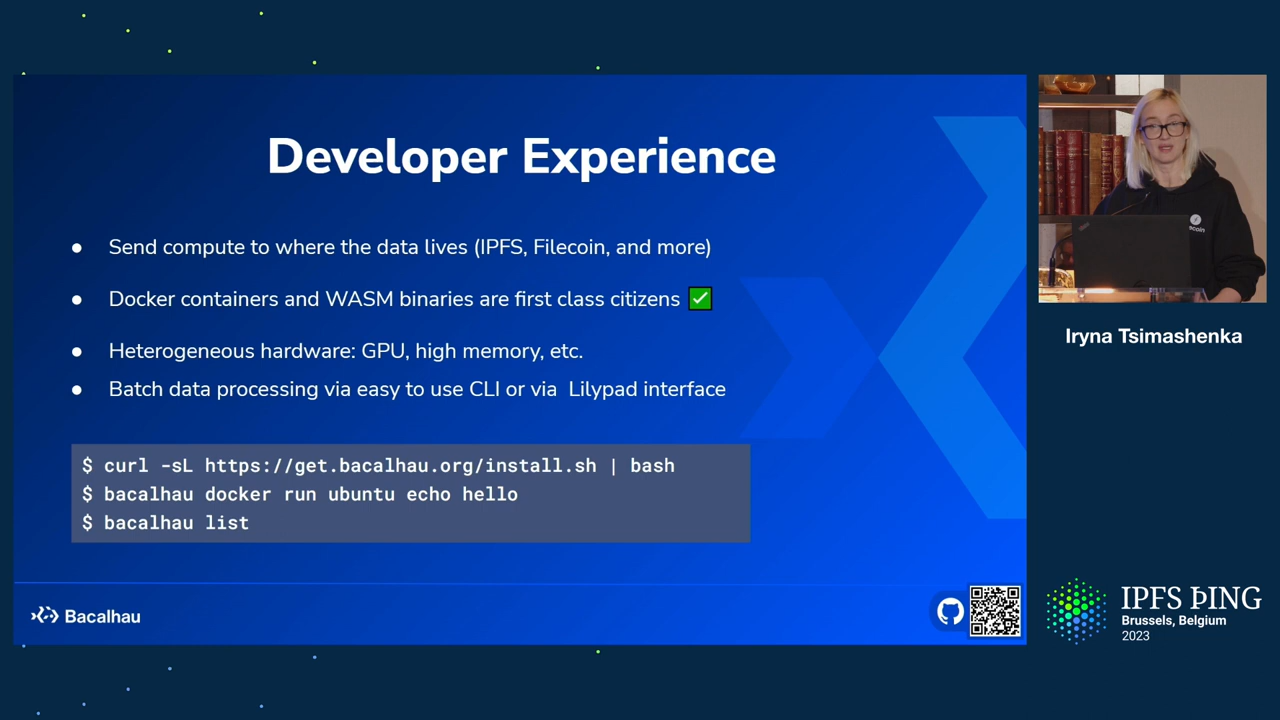 Developer Experience
Send compute to where the data lives (IPFS, Filecoin, and more)
Docker containers and WASM binaries are first class citizens ✅
Heterogeneous hardware: GPU, high memory, etc.
Batch data processing via easy to use CLI or via Lilypad interface
$ curl -sL https://get.bacalhau.org/install.sh | bash
$ bacalhau docker run ubuntu echo hello
$ bacalhau list
Bacalhau
Iryna Tsimashenka
IPFS ÞING
Brussels, Belgium
2023